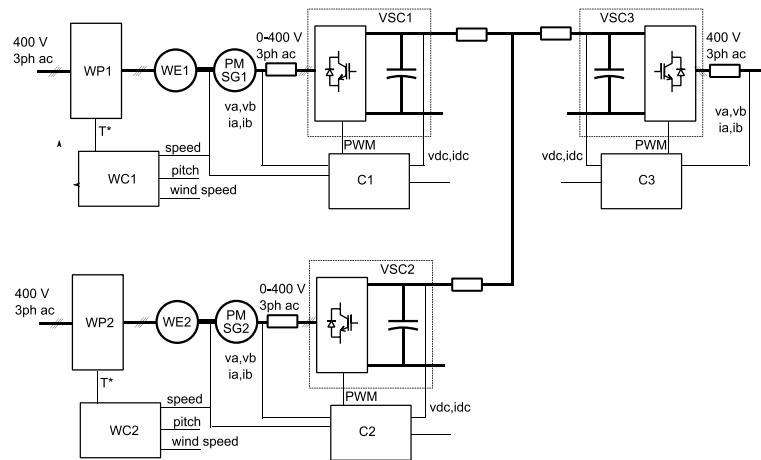 VSC1
VSC3
400 V
3ph ac
WP1
WE1
PM
SG1
0-400 V
3ph ac
400 V
3ph ac
va,vb
ia,ib
va,vb
ia,ib
T*
speed
pitch
wind speed
WC1
PWM
vdc,idc
C1
vdc,idc
PWM
C3
VSC2
400 V
3ph ac
WP2
WE2
PM
SG2
0-400 V
3ph ac
va,vb
ia,ib
T*
speed
pitch
wind speed
WC2
PWM
vdc,idc
C2